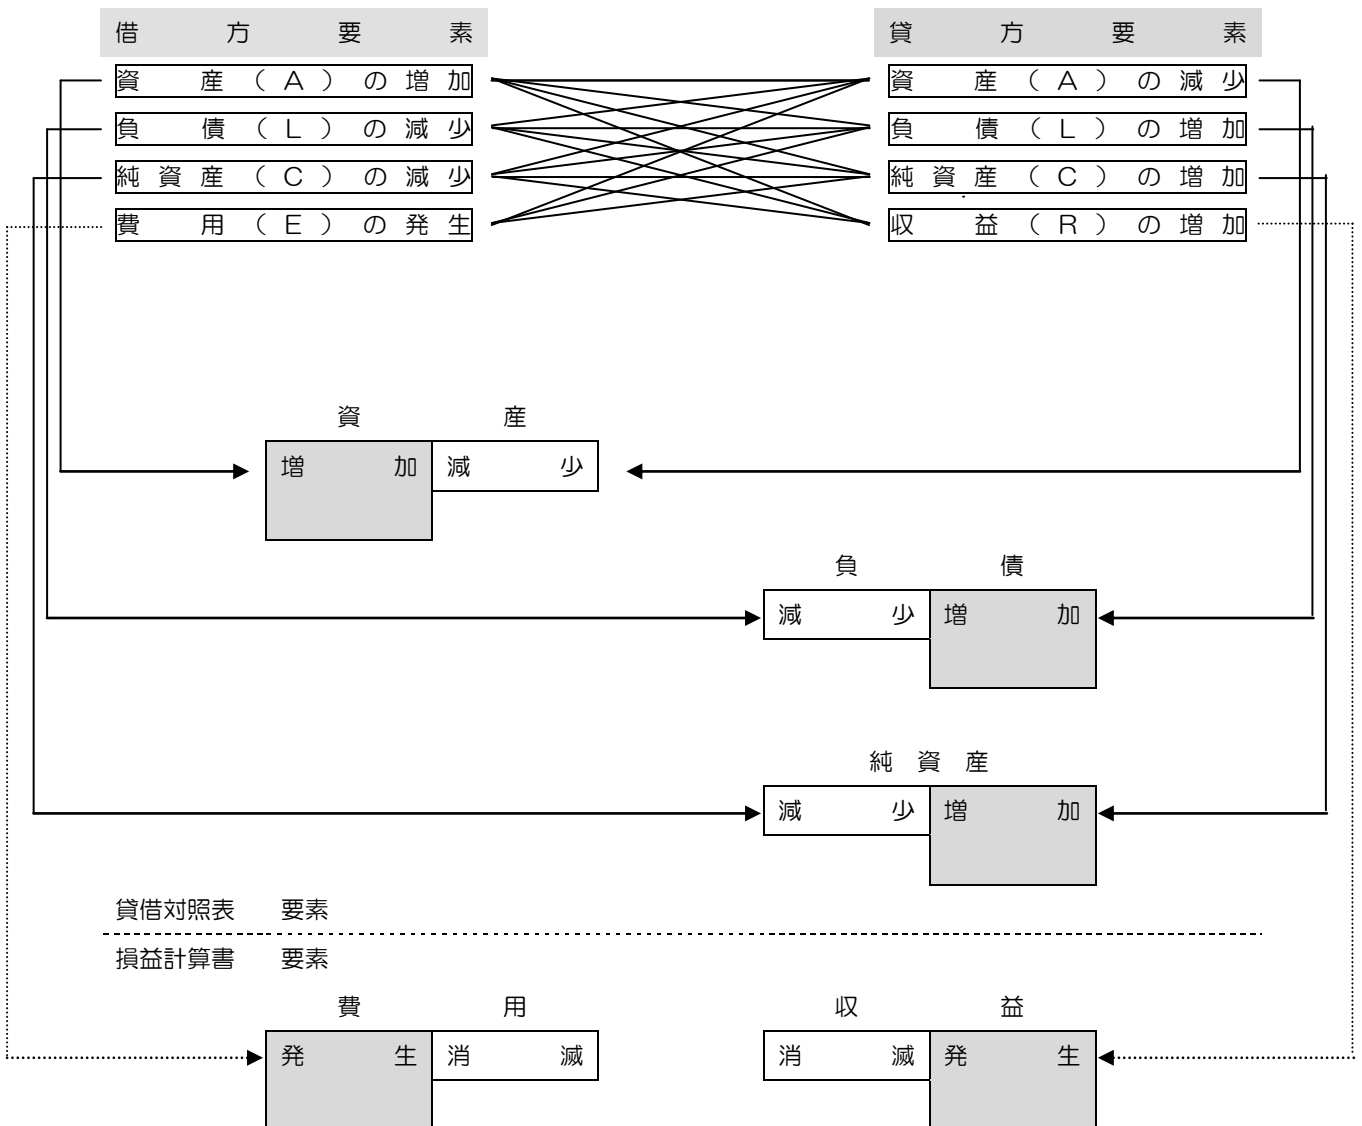 借方要素 貸方要素
資産（A）の増加 資産（A）の減少
負債（L）の減少 負債（L）の増加
純資産（C）の減少 純資産（C）の増加
費用（E）の発生 収益（R）の増加
資産
増加 減少
負債
減少 増加
純資産
減少 増加
貸借対照表 要素
損益計算書 要素
費用 収益
発生 消滅 消滅 発生